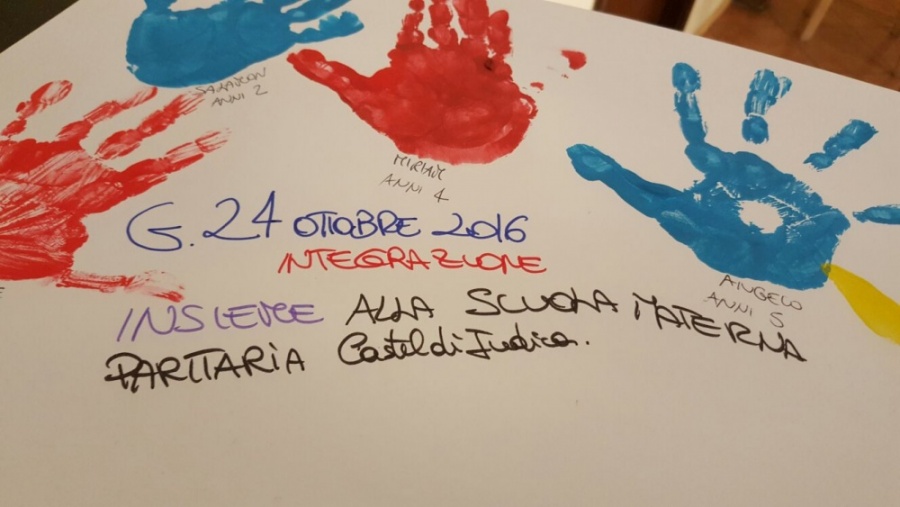 ANNI 2
MIRIAM
ANNI 4
ANGELO
ANNI 5
G. 24 OTTOBRE 2016
INTEGRAZIONE
INSIEME ALLA SCUOLA MATERNA
PARITARIA Castel di Iudica.